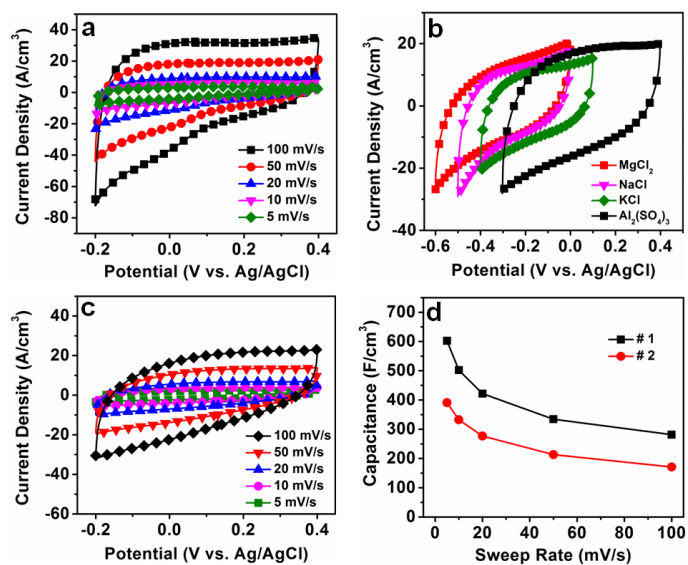 a
40
20
0
-20
-40
-60
-80
Current Density (A/cm³)
100 mV/s
50 mV/s
20 mV/s
10 mV/s
5 mV/s
-0.2
0.0
0.2
0.4
Potential (V vs. Ag/AgCl)
b
40
20
0
-20
-40
Current Density (A/cm³)
MgCl₂
NaCl
KCl
Al₂(SO₄)₃
-0.6
-0.4
-0.2
0.0
0.2
0.4
Potential (V vs. Ag/AgCl)
c
40
20
0
-20
-40
-60
Current Density (A/cm³)
100 mV/s
50 mV/s
20 mV/s
10 mV/s
5 mV/s
-0.2
0.0
0.2
0.4
Potential (V vs. Ag/AgCl)
d
700
600
500
400
300
200
100
0
Capacitance (F/cm³)
# 1
# 2
0
20
40
60
80
100
Sweep Rate (mV/s)